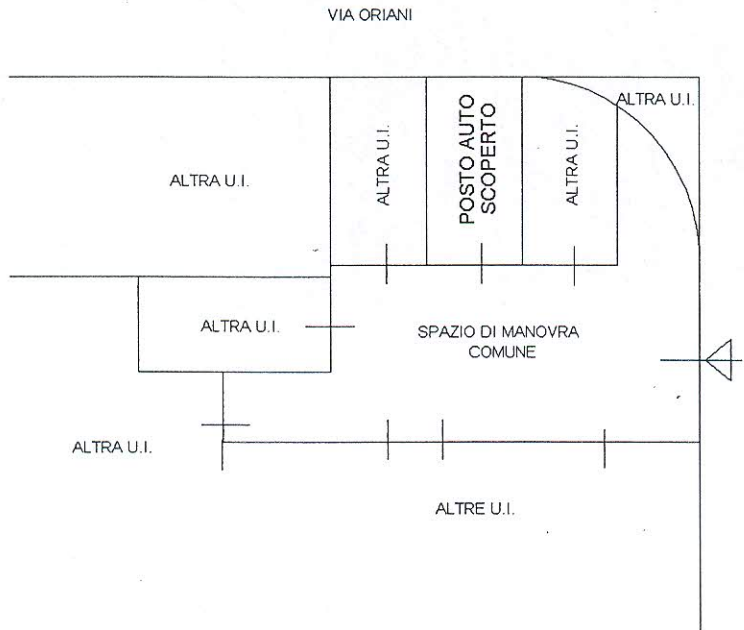 VIA ORIANI
ALTRA U.I.
ALTRA U.I.
ALTRA U.I.
POSTO AUTO
SCOPERTO
ALTRA U.I.
ALTRA U.I.
SPAZIO DI MANOVRA
COMUNE
ALTRA U.I.
ALTRE U.I.